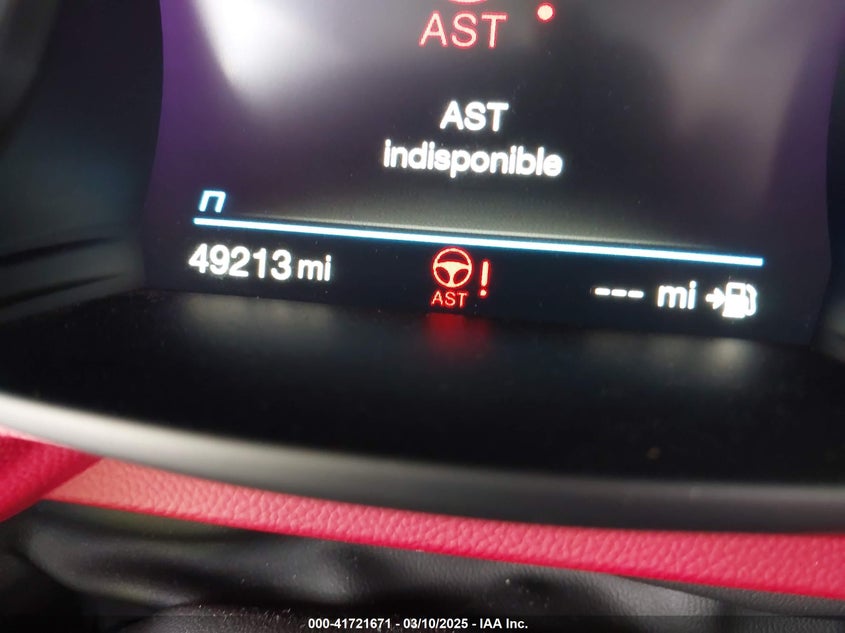 AST
AST
indisponible
n
49213 mi
AST !
--- mi
000-41721671 - 03/10/2025 - IAA Inc.